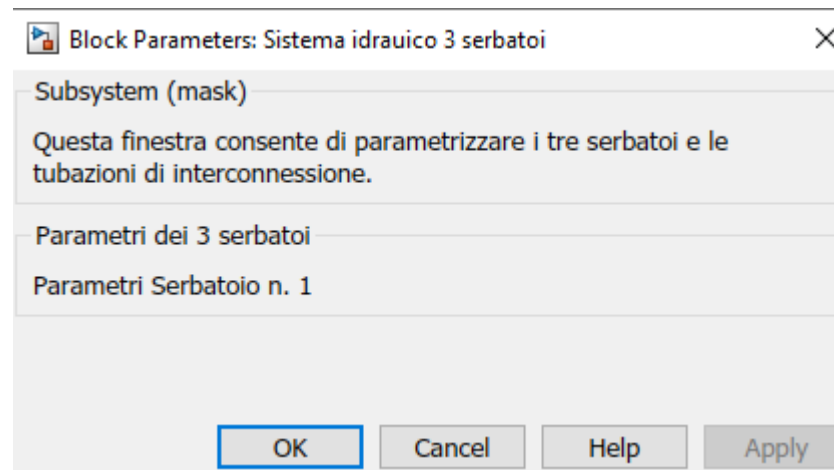 Block Parameters: Sistema idrauico 3 serbatoi
Subsystem (mask)
Questa finestra consente di parametrizzare i tre serbatoi e le
tubazioni di interconnessione.
Parametri dei 3 serbatoi
Parametri Serbatoio n. 1
OK Cancel Help Apply